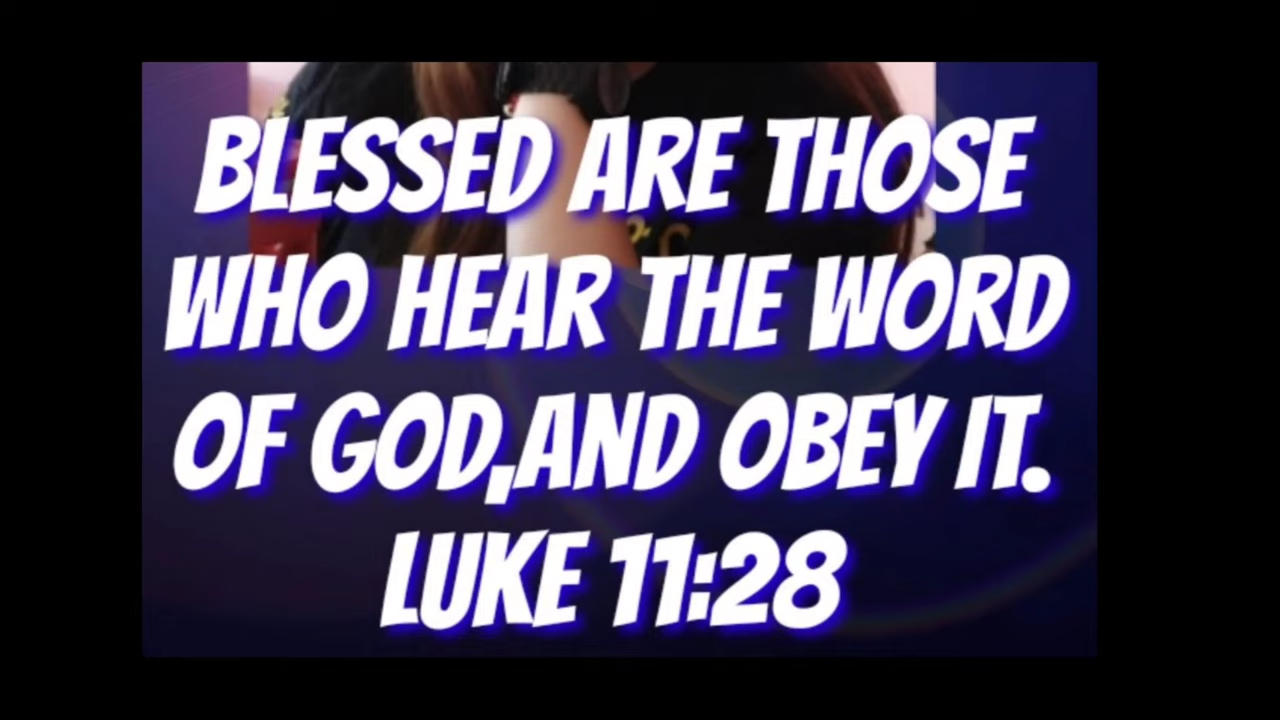 BLESSED ARE THOSE
WHO HEAR THE WORD
OF GOD,AND OBEY IT.
LUKE 11:28